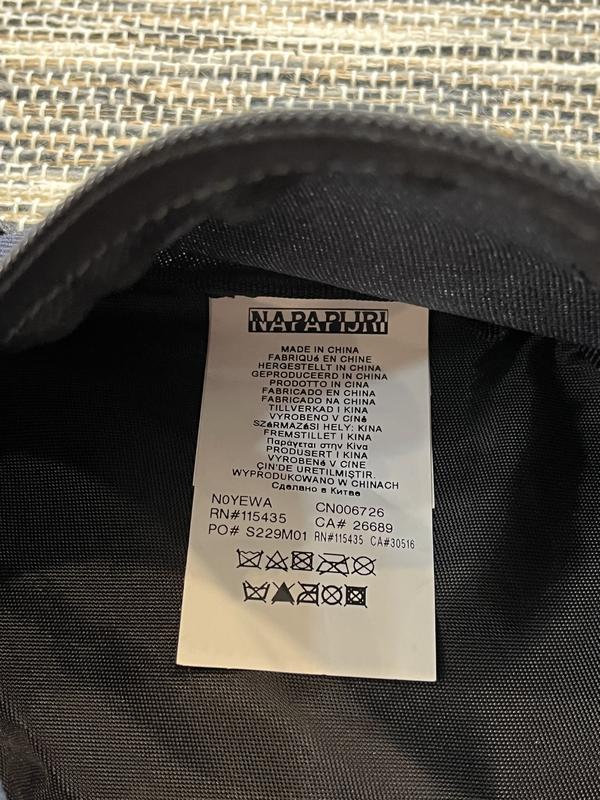 NAPAPIJRI
MADE IN CHINA
FABRIQUé EN CHINE
HERGESTELLT IN CHINA
GEPRODUCEERD IN CHINA
PRODOTTO IN CINA
FABRICADO EN CHINA
FABRICADO NA CHINA
TILLVERKAD I KINA
VYROBENO V CINě
SZáRMAZáSI HELY: KINA
FREMSTILLET I KINA
Παράγεται στην Κίνα
PRODUSERT I KINA
VYROBENé V CINE
ÇIN'DE URETILMISTIR.
WYPRODUKOWANO W CHINACH
Сделано в Китае
N0YEWA CN006726
RN#115435 CA# 26689
PO# S229M01 RN#115435 CA#30516